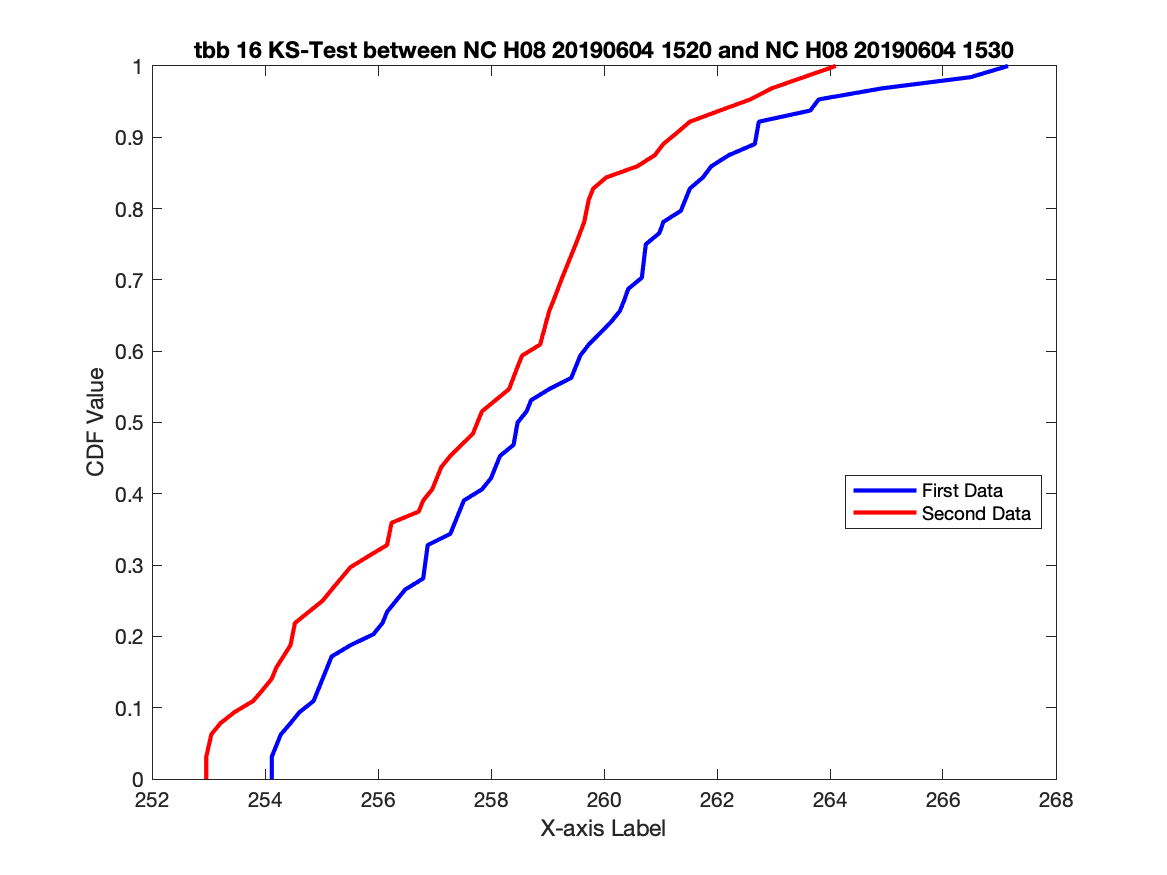 tbb 16 KS-Test between NC H08 20190604 1520 and NC H08 20190604 1530
1
0.9
0.8
0.7
0.6
0.5
0.4
0.3
0.2
0.1
0
CDF Value
First Data
Second Data
252 254 256 258 260 262 264 266 268
X-axis Label